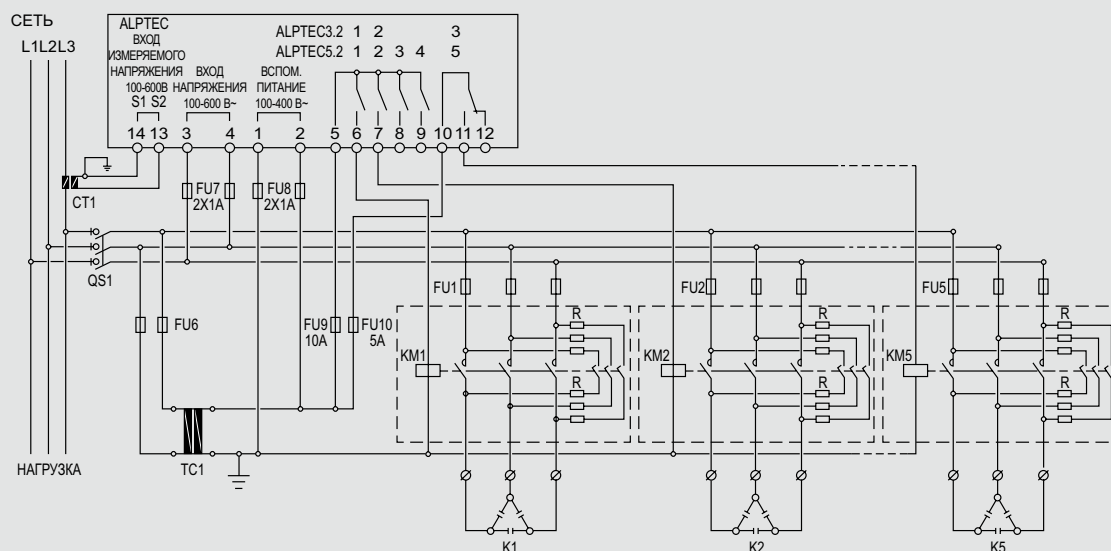 СЕТЬ
L1L2L3
ALPTEC
ВХОД
ИЗМЕРЯЕМОГО
НАПРЯЖЕНИЯ
100-600В
S1 S2
ВХОД
НАПРЯЖЕНИЯ
100-600 В~
ВСПОМ.
ПИТАНИЕ
100-400 В~
ALPTEC3.2 1 2 3
ALPTEC5.2 1 2 3 4 5
14 13 3 4 1 2 5 6 7 8 9 10 11 12
CT1
FU7
2X1A
FU8
2X1A
QS1
FU6
FU9
10A
FU10
5A
FU1
FU2
FU5
R
R
R
KM1
KM2
KM5
R
R
R
НАГРУЗКА
TC1
K1
K2
K5